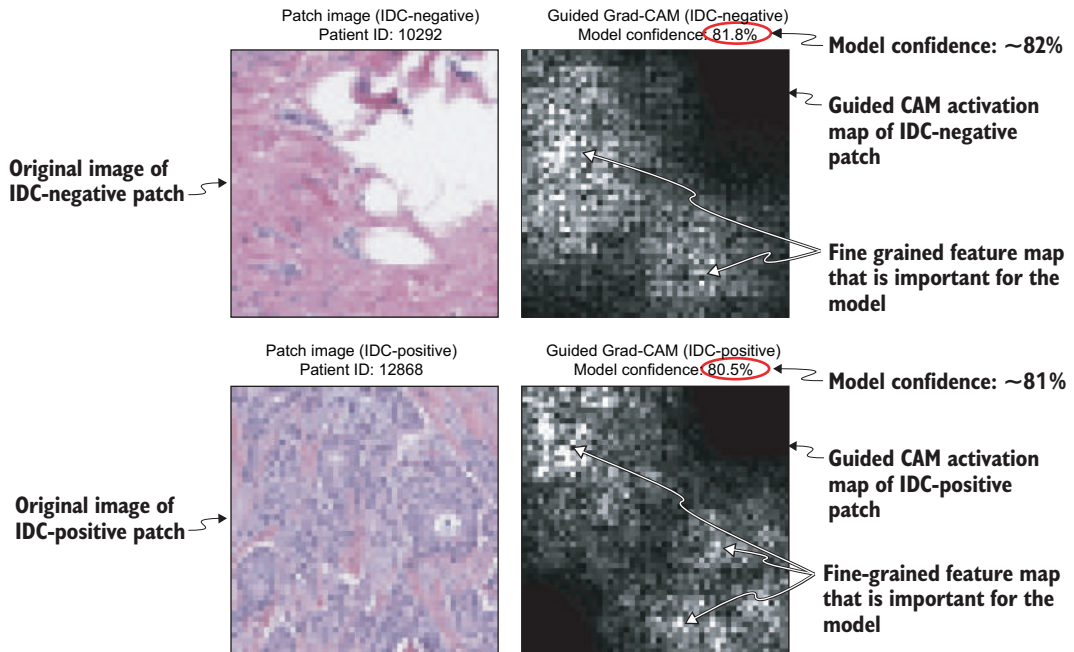 Patch image (IDC-negative)
Patient ID: 10292
Guided Grad-CAM (IDC-negative)
Model confidence: 81.8%
Model confidence: ~82%
Guided CAM activation
map of IDC-negative
patch
Original image of
IDC-negative patch
Fine grained feature map
that is important for the
model
Patch image (IDC-positive)
Patient ID: 12868
Guided Grad-CAM (IDC-positive)
Model confidence: 80.5%
Model confidence: ~81%
Guided CAM activation
map of IDC-positive
patch
Original image of
IDC-positive patch
Fine-grained feature map
that is important for the
model